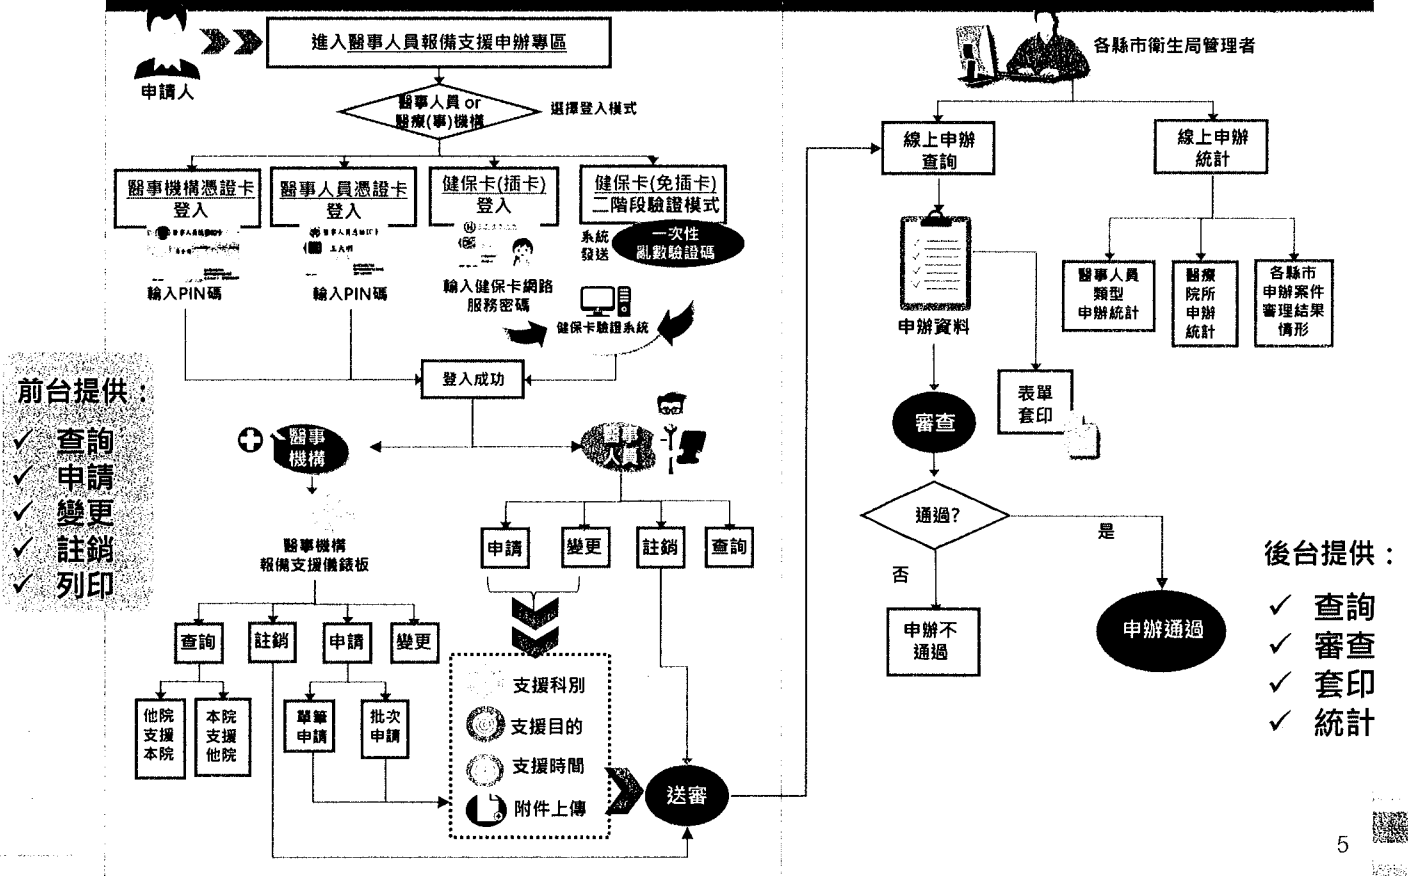 申請人
進入醫事人員報備支援申辦專區
醫事人員 or
醫療(事)機構
選擇登入模式
醫事機構憑證卡
登入
醫事人員憑證卡
登入
健保卡(插卡)
登入
健保卡(免插卡)
二階段驗證模式
系統
發送
一次性
亂數驗證碼
輸入PIN碼
輸入PIN碼
輸入健保卡網路
服務密碼
健保卡驗證系統
登入成功
前台提供：
✓ 查詢
✓ 申請
✓ 變更
✓ 註銷
✓ 列印
醫事
機構
醫事
人員
醫事機構
報備支援儀錶板
申請
變更
註銷
查詢
查詢
註銷
申請
變更
他院
支援
本院
本院
支援
他院
單筆
申請
批次
申請
支援科別
支援目的
支援時間
附件上傳
送審
各縣市衛生局管理者
線上申辦
查詢
線上申辦
統計
申辦資料
醫事人員
類型
申辦統計
醫療
院所
申辦
統計
各縣市
申辦案件
審理結果
情形
表單
套印
審查
通過?
是
否
申辦不
通過
申辦通過
後台提供：
✓ 查詢
✓ 審查
✓ 套印
✓ 統計
5